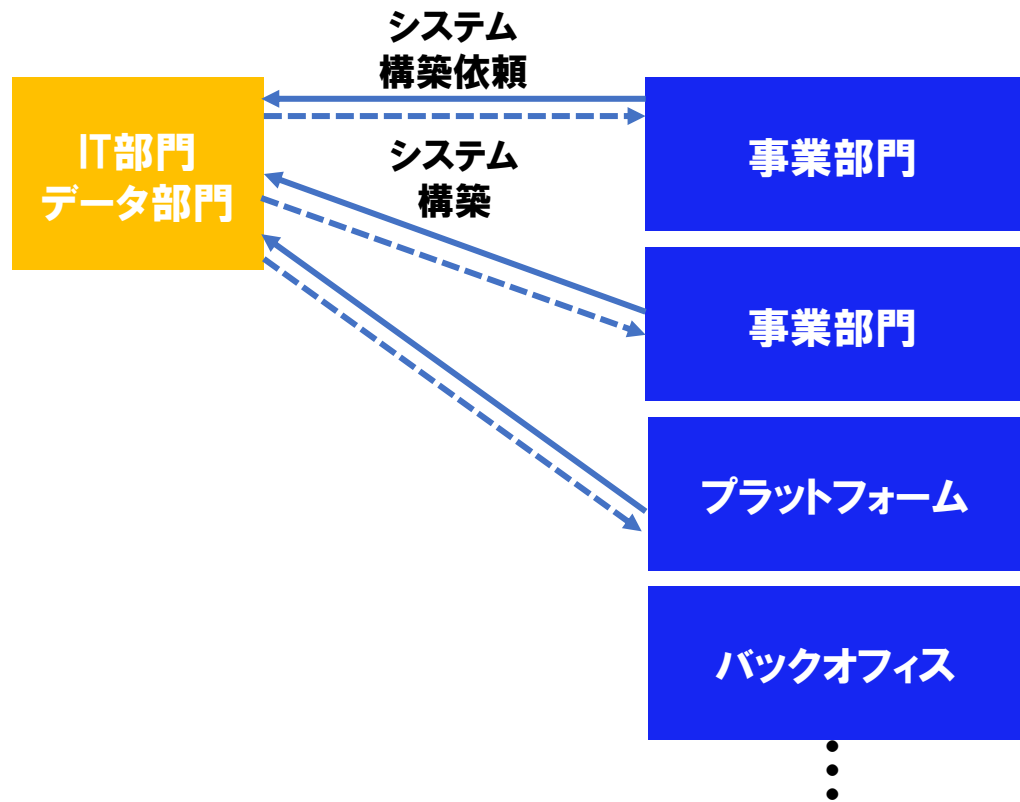 システム
構築依頼
IT部門
データ部門
事業部門
システム
構築
事業部門
プラットフォーム
バックオフィス